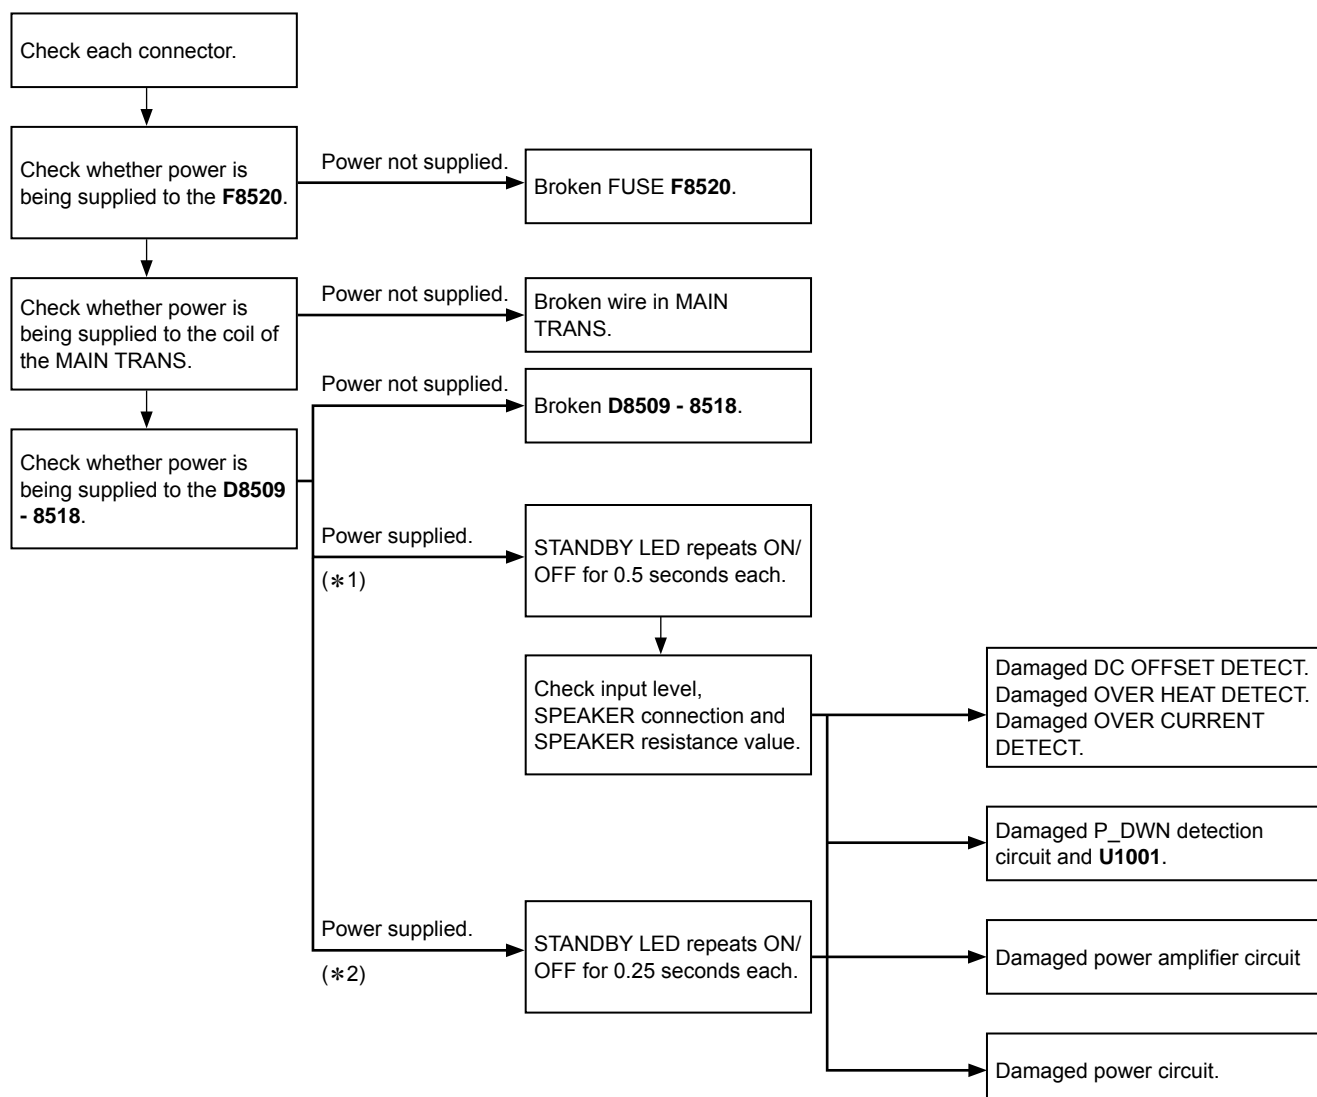 Check each connector.
Check whether power is
being supplied to the F8520.
Power not supplied.
Broken FUSE F8520.
Check whether power is
being supplied to the coil of
the MAIN TRANS.
Power not supplied.
Broken wire in MAIN
TRANS.
Check whether power is
being supplied to the D8509
- 8518.
Power not supplied.
Broken D8509 - 8518.
Power supplied.
(∗1)
STANDBY LED repeats ON/
OFF for 0.5 seconds each.
Check input level,
SPEAKER connection and
SPEAKER resistance value.
Damaged DC OFFSET DETECT.
Damaged OVER HEAT DETECT.
Damaged OVER CURRENT
DETECT.
Damaged P_DWN detection
circuit and U1001.
Power supplied.
(∗2)
STANDBY LED repeats ON/
OFF for 0.25 seconds each.
Damaged power amplifier circuit
Damaged power circuit.